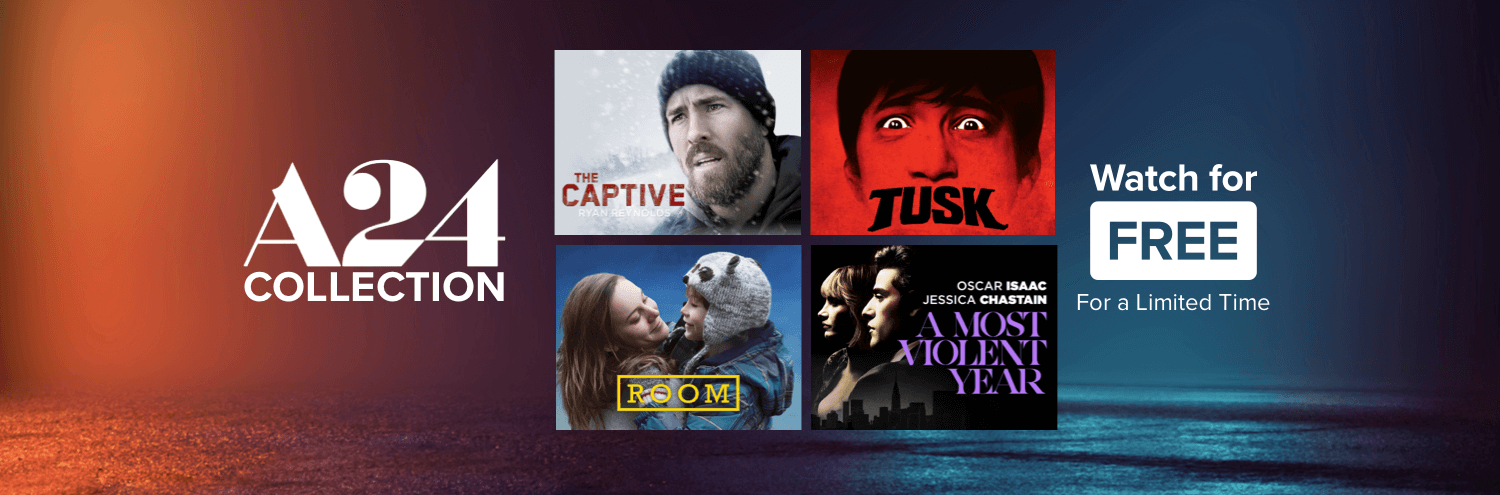 A24
COLLECTION
THE
CAPTIVE
RYAN REYNOLDS
TUSK
ROOM
OSCAR ISAAC
JESSICA CHASTAIN
A MOST
VIOLENT
YEAR
Watch for
FREE
For a Limited Time